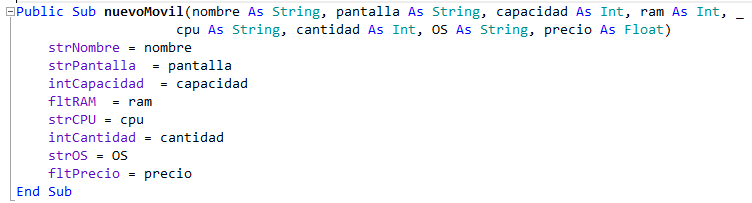 Public Sub nuevoMovil(nombre As String, pantalla As String, capacidad As Int, ram As Int, _
cpu As String, cantidad As Int, OS As String, precio As Float)
strNombre = nombre
strPantalla = pantalla
intCapacidad = capacidad
fltRAM = ram
strCPU = cpu
intCantidad = cantidad
strOS = OS
fltPrecio = precio
End Sub